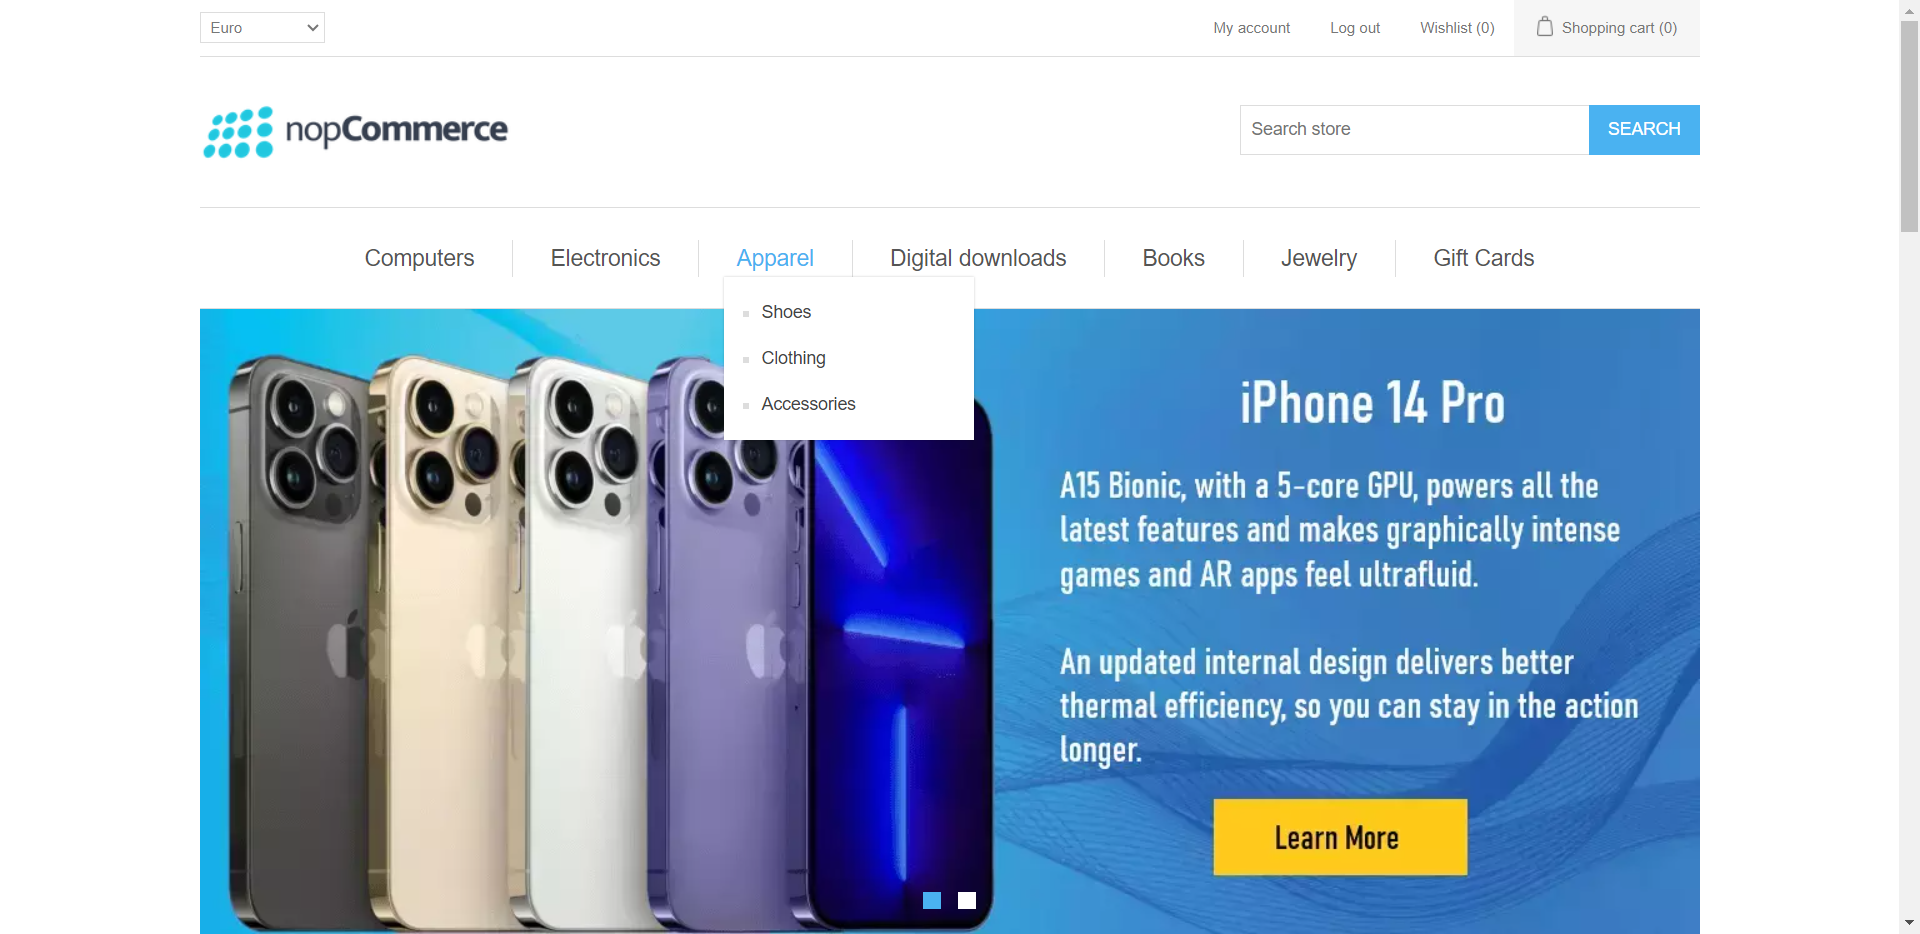 Euro
My account
Log out
Wishlist (0)
Shopping cart (0)
nopCommerce
Search store
SEARCH
Computers
Electronics
Apparel
Digital downloads
Books
Jewelry
Gift Cards
Shoes
Clothing
Accessories
iPhone 14 Pro
A15 Bionic, with a 5-core GPU, powers all the
latest features and makes graphically intense
games and AR apps feel ultrafluid.
An updated internal design delivers better
thermal efficiency, so you can stay in the action
longer.
Learn More